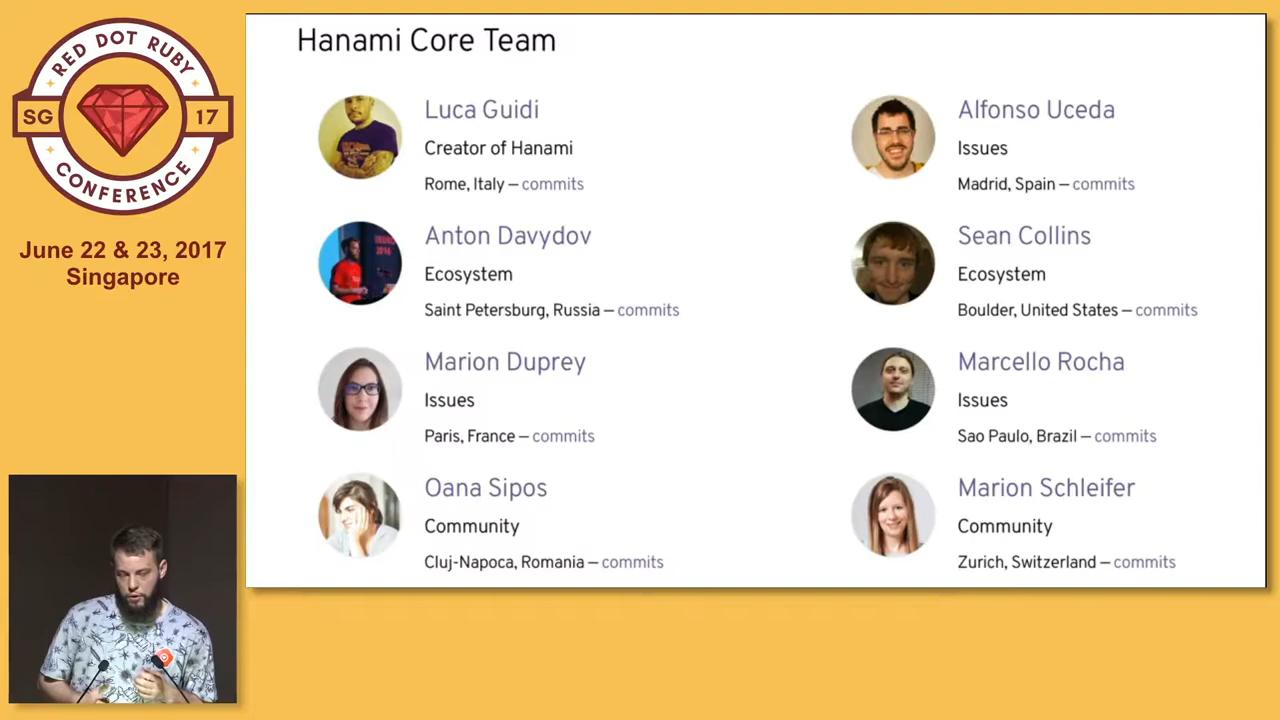 RED DOT RUBY
SG
17
CONFERENCE
June 22 & 23, 2017
Singapore
Hanami Core Team
Luca Guidi
Creator of Hanami
Rome, Italy — commits
Alfonso Uceda
Issues
Madrid, Spain — commits
Anton Davydov
Ecosystem
Saint Petersburg, Russia — commits
Sean Collins
Ecosystem
Boulder, United States — commits
Marion Duprey
Issues
Paris, France — commits
Marcello Rocha
Issues
Sao Paulo, Brazil — commits
Oana Sipos
Community
Cluj-Napoca, Romania — commits
Marion Schleifer
Community
Zurich, Switzerland — commits